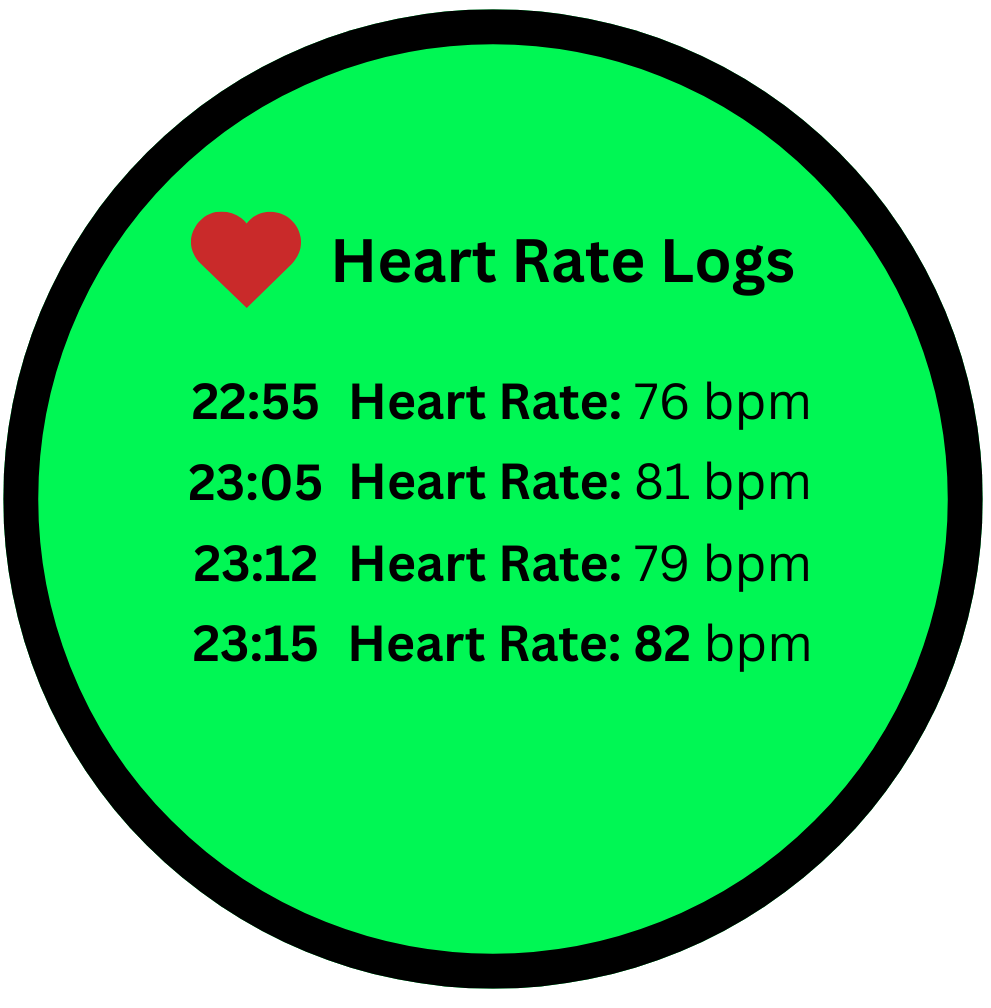 Heart Rate Logs
22:55 Heart Rate: 76 bpm
23:05 Heart Rate: 81 bpm
23:12 Heart Rate: 79 bpm
23:15 Heart Rate: 82 bpm